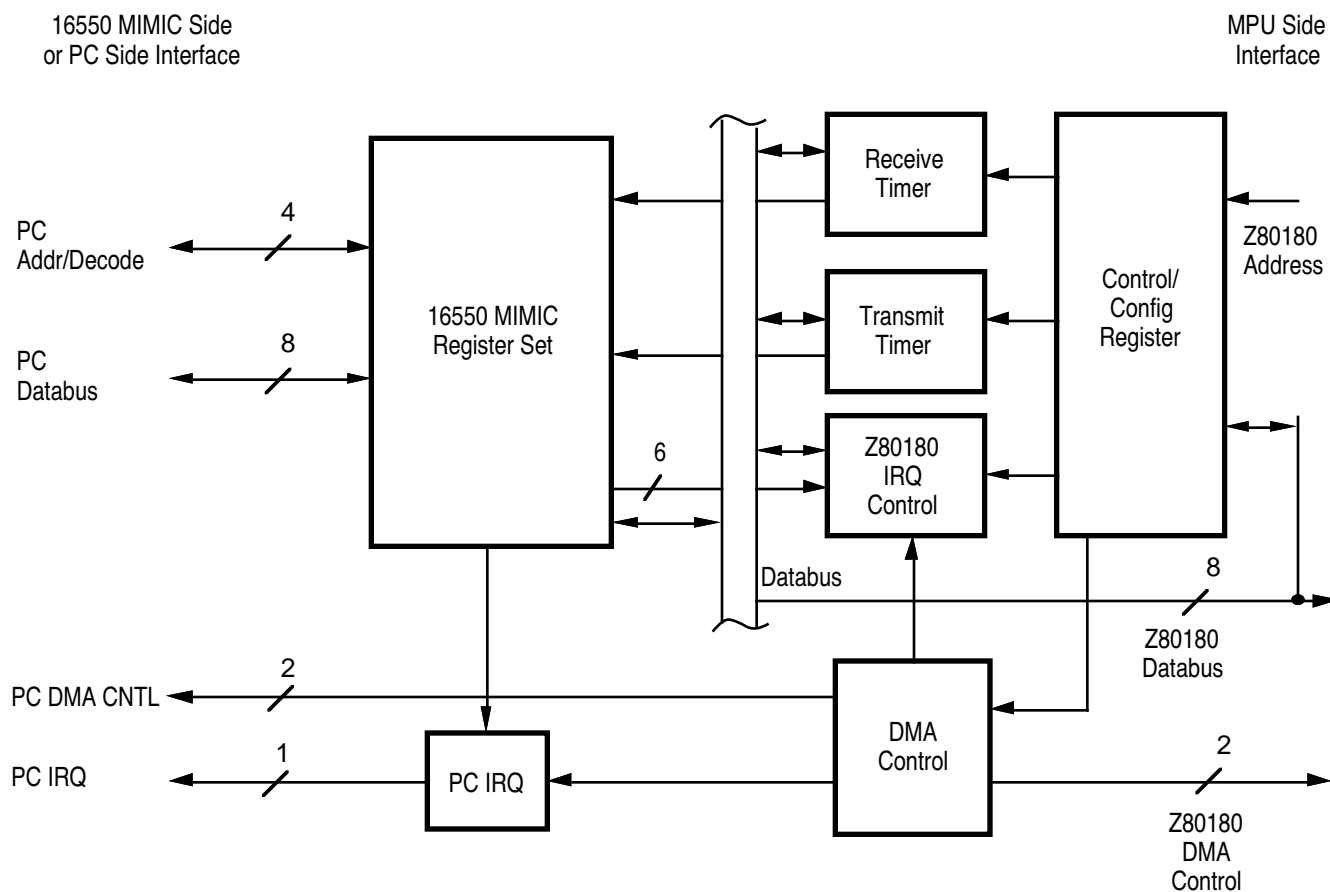 16550 MIMIC Side
or PC Side Interface
MPU Side
Interface
PC
Addr/Decode
4
PC
Databus
8
16550 MIMIC
Register Set
6
Receive
Timer
Transmit
Timer
Z80180
IRQ
Control
Control/
Config
Register
Z80180
Address
Databus
8
Z80180
Databus
PC DMA CNTL
2
PC IRQ
1
PC IRQ
DMA
Control
2
Z80180
DMA
Control